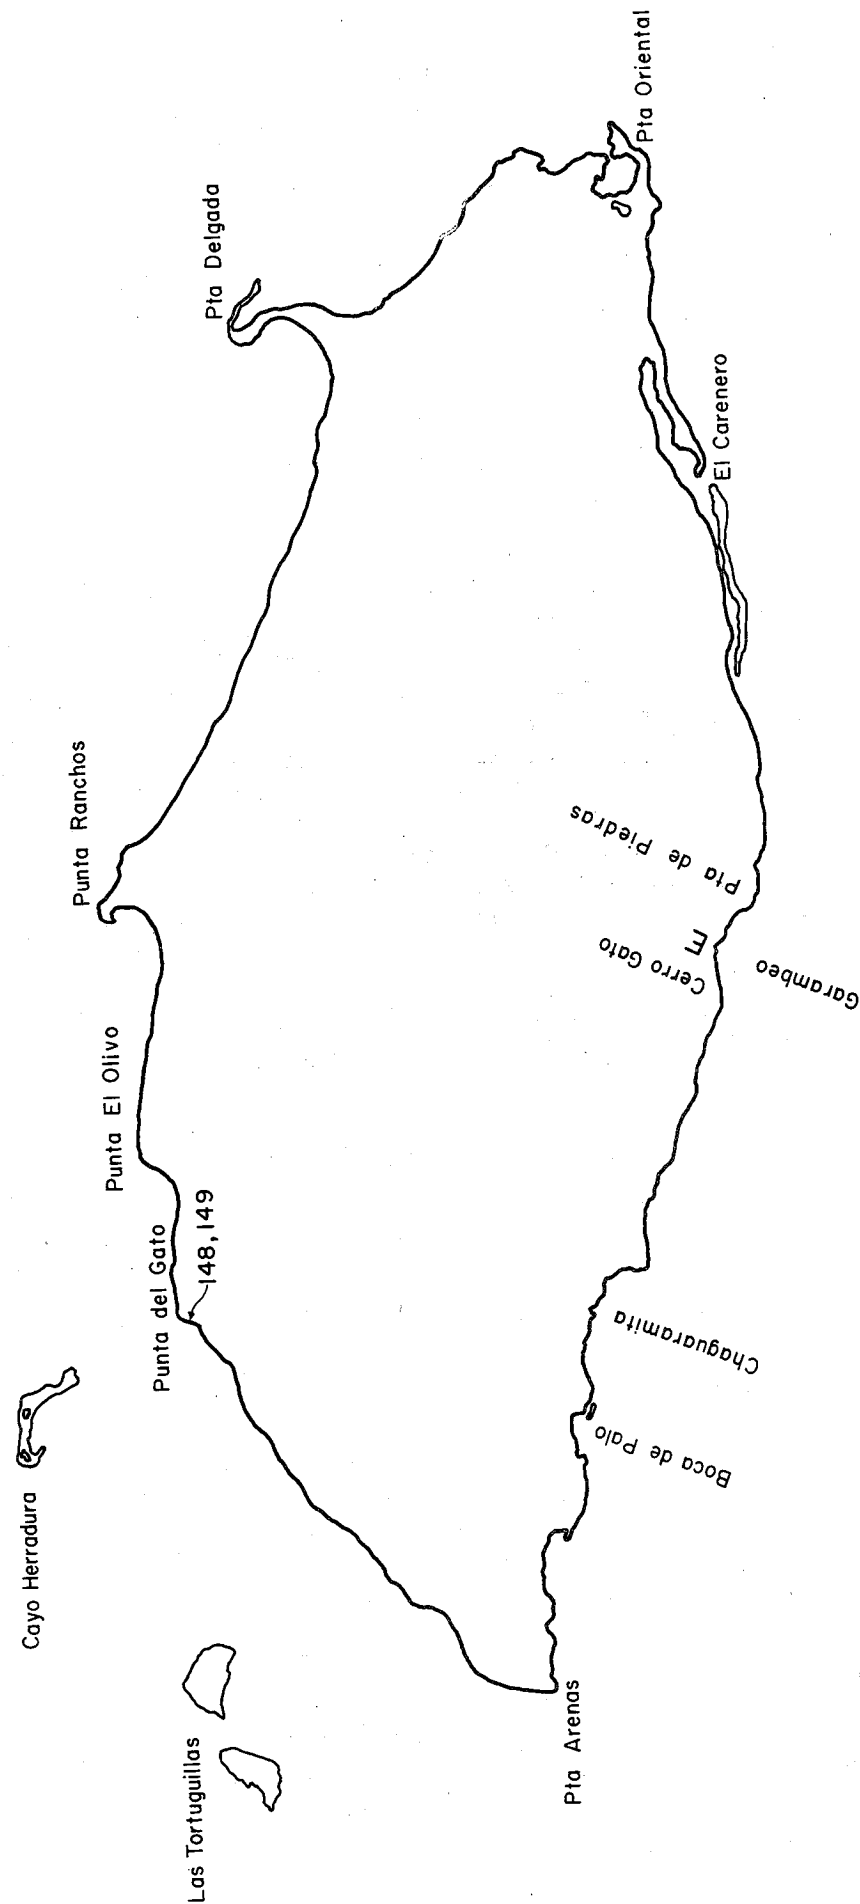 Las Tortuguillas
Cayo Herradura
Punta del Gato
148, 149
Punta El Olivo
Punta Ranchos
Pta Delgada
Pta Oriental
Pta Arenas
Boca de Palo
Chaguaramita
Cerro Gato
E
Garambeo
Pta de Piedras
El Carenero